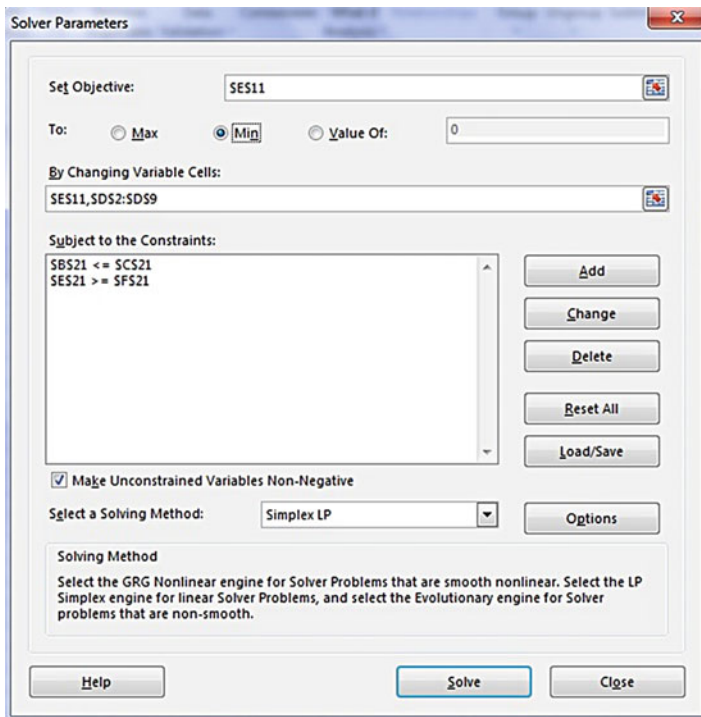 Solver Parameters
Set Objective: $E$11
To: Max Min Value Of: 0
By Changing Variable Cells:
$E$11,$D$2:$D$9
Subject to the Constraints:
$B$21 <= $C$21
$E$21 >= $F$21
Add
Change
Delete
Reset All
Load/Save
Make Unconstrained Variables Non-Negative
Select a Solving Method: Simplex LP Options
Solving Method
Select the GRG Nonlinear engine for Solver Problems that are smooth nonlinear. Select the LP
Simplex engine for linear Solver Problems, and select the Evolutionary engine for Solver
problems that are non-smooth.
Help Solve Close